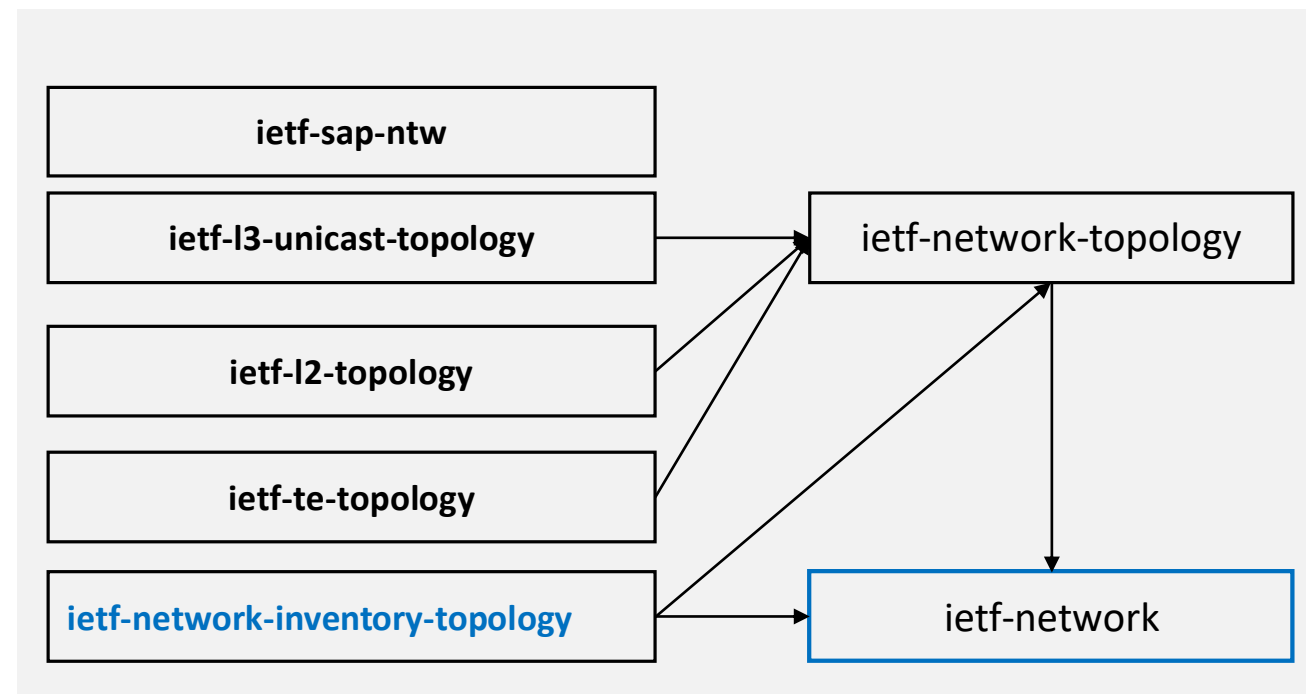 ietf-sap-ntw
ietf-l3-unicast-topology
ietf-network-topology
ietf-l2-topology
ietf-te-topology
ietf-network-inventory-topology
ietf-network